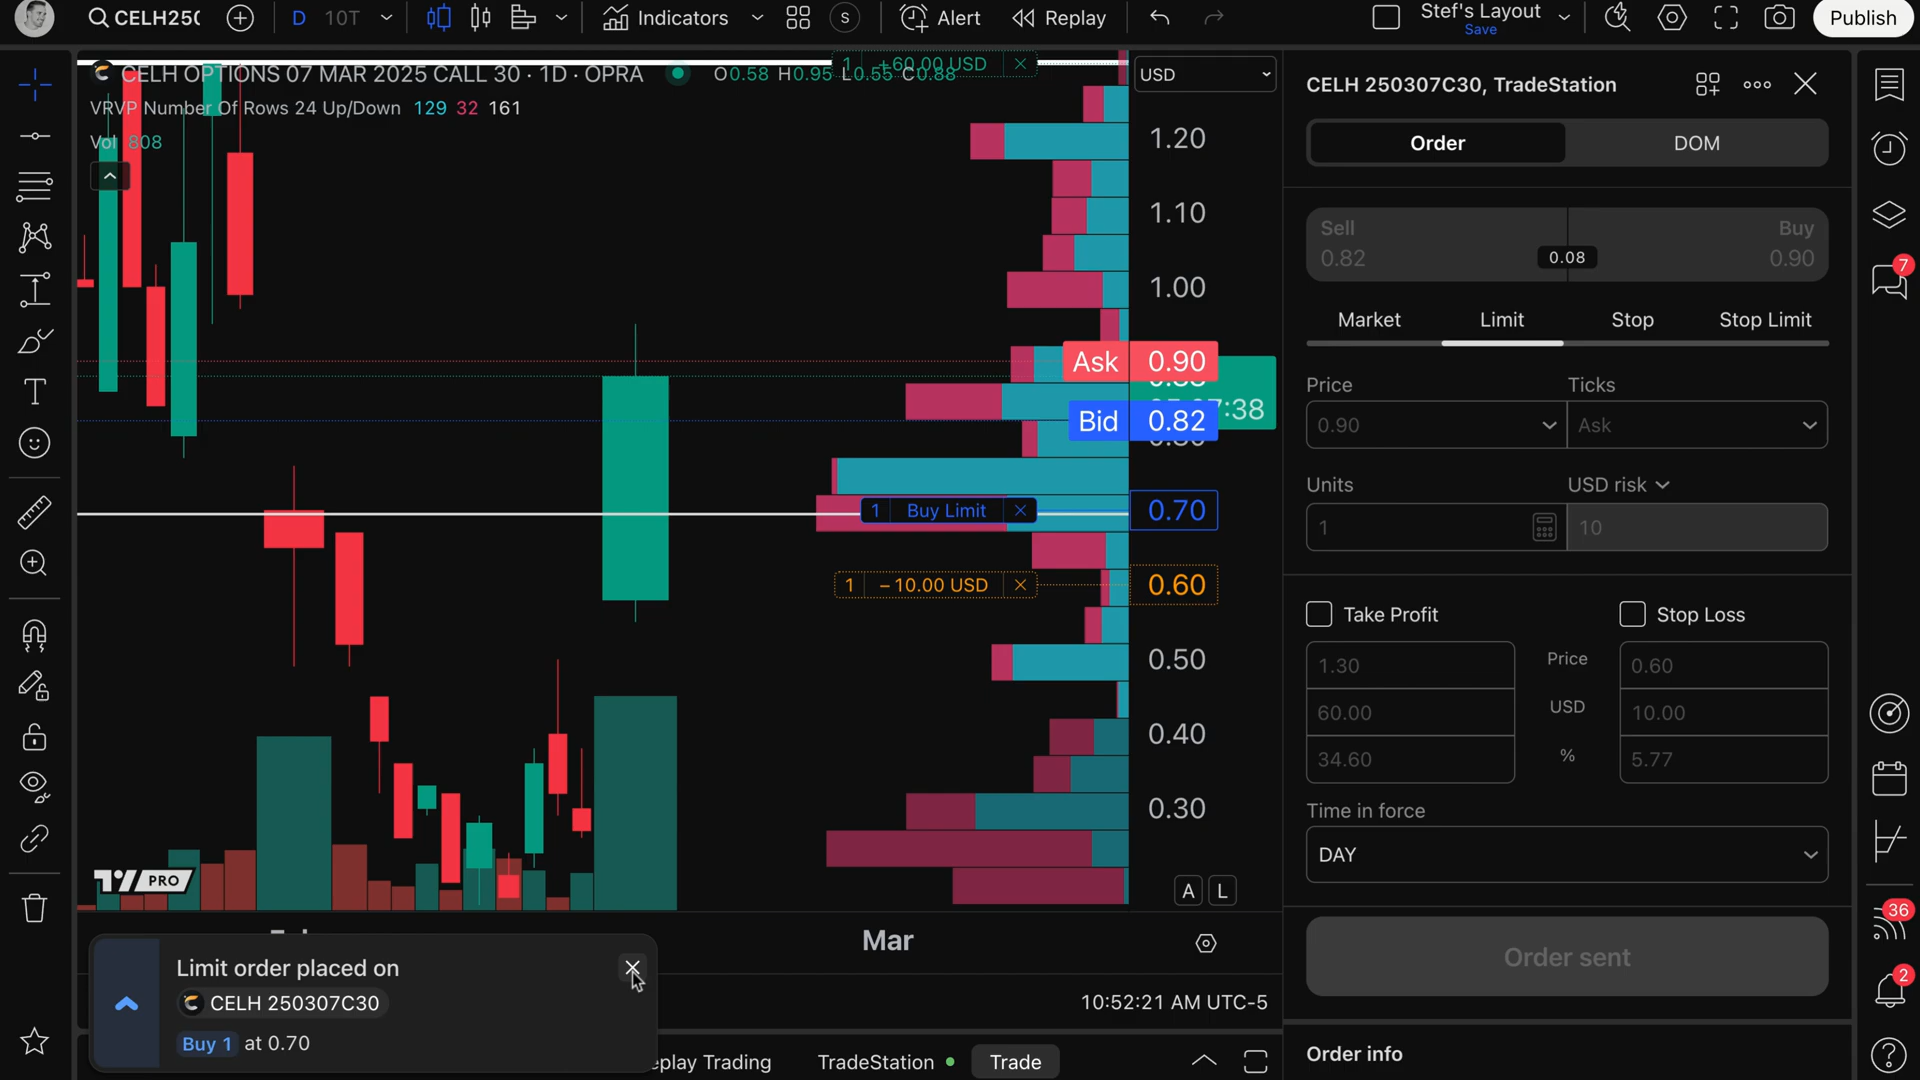 CELH250
D
10T
Indicators
S
Alert
Replay
Stef's Layout
Save
Publish
CELH OPTIONS 07 MAR 2025 CALL 30 · 1D · OPRA
O0.58 H0.95 L0.55 C0.88
1 +60.00 USD
USD
VRVP Number Of Rows 24 Up/Down 129 32 161
Vol 808
1.20
1.10
1.00
Ask 0.90
:38
Bid 0.82
1 Buy Limit
0.70
1 −10.00 USD
0.60
0.50
0.40
0.30
A L
PRO
Mar
10:52:21 AM UTC-5
Limit order placed on
CELH 250307C30
Buy 1 at 0.70
eplay Trading
TradeStation
Trade
CELH 250307C30, TradeStation
Order
DOM
Sell
0.82
0.08
Buy
0.90
Market
Limit
Stop
Stop Limit
Price
Ticks
0.90
Ask
Units
USD risk
1
10
Take Profit
Stop Loss
1.30
Price
0.60
60.00
USD
10.00
34.60
%
5.77
Time in force
DAY
Order sent
Order info
7
36
2